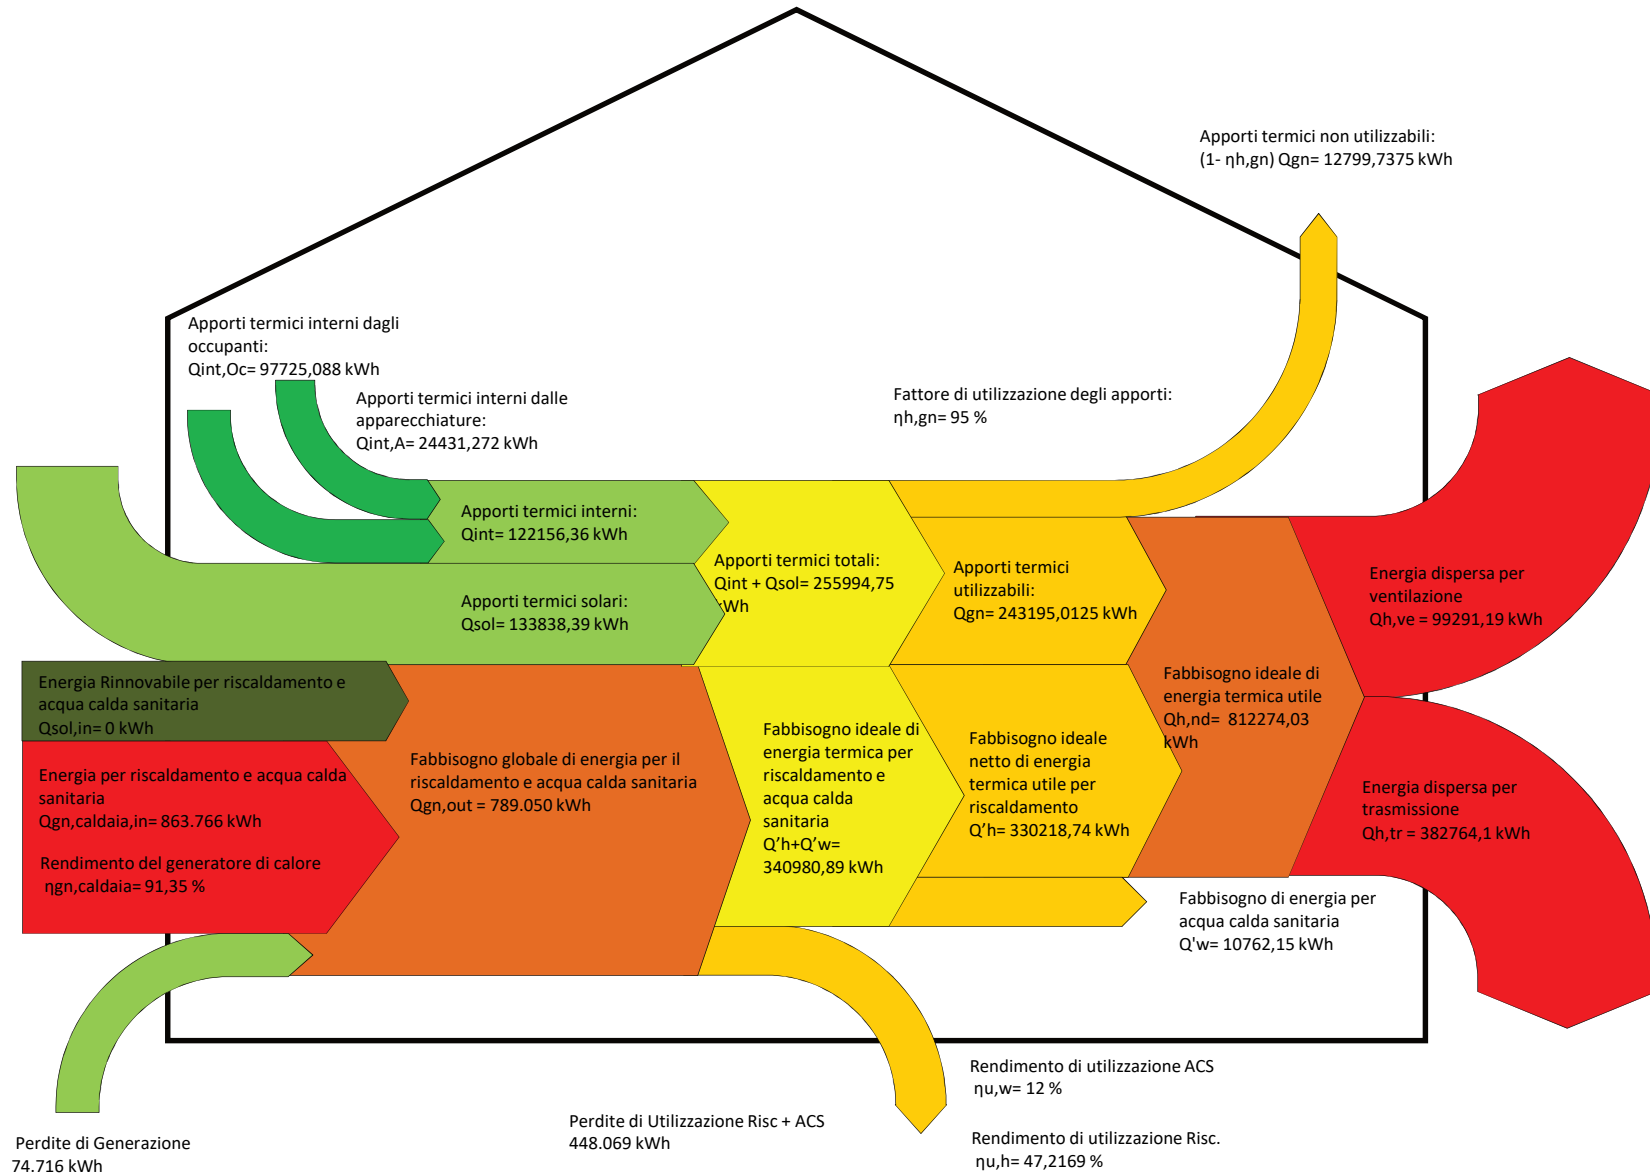 Apporti termici non utilizzabili:
(1- ηh,gn) Qgn= 12799,7375 kWh
Apporti termici interni dagli
occupanti:
Qint,Oc= 97725,088 kWh
Apporti termici interni dalle
apparecchiature:
Qint,A= 24431,272 kWh
Fattore di utilizzazione degli apporti:
ηh,gn= 95 %
Apporti termici interni:
Qint= 122156,36 kWh
Apporti termici solari:
Qsol= 133838,39 kWh
Apporti termici totali:
Qint + Qsol= 255994,75
kWh
Apporti termici
utilizzabili:
Qgn= 243195,0125 kWh
Energia dispersa per
ventilazione
Qh,ve = 99291,19 kWh
Energia Rinnovabile per riscaldamento e
acqua calda sanitaria
Qsol,in= 0 kWh
Energia per riscaldamento e acqua calda
sanitaria
Qgn,caldaia,in= 863.766 kWh
Rendimento del generatore di calore
ηgn,caldaia= 91,35 %
Fabbisogno globale di energia per il
riscaldamento e acqua calda sanitaria
Qgn,out = 789.050 kWh
Fabbisogno ideale di
energia termica per
riscaldamento e
acqua calda
sanitaria
Q’h+Q’w=
340980,89 kWh
Fabbisogno ideale
netto di energia
termica utile per
riscaldamento
Q’h= 330218,74 kWh
Fabbisogno ideale di
energia termica utile
Qh,nd=  812274,03
kWh
Energia dispersa per
trasmissione
Qh,tr = 382764,1 kWh
Fabbisogno di energia per
acqua calda sanitaria
Q'w= 10762,15 kWh
Rendimento di utilizzazione ACS
ηu,w= 12 %
Rendimento di utilizzazione Risc.
ηu,h= 47,2169 %
Perdite di Utilizzazione Risc + ACS
448.069 kWh
Perdite di Generazione
74.716 kWh